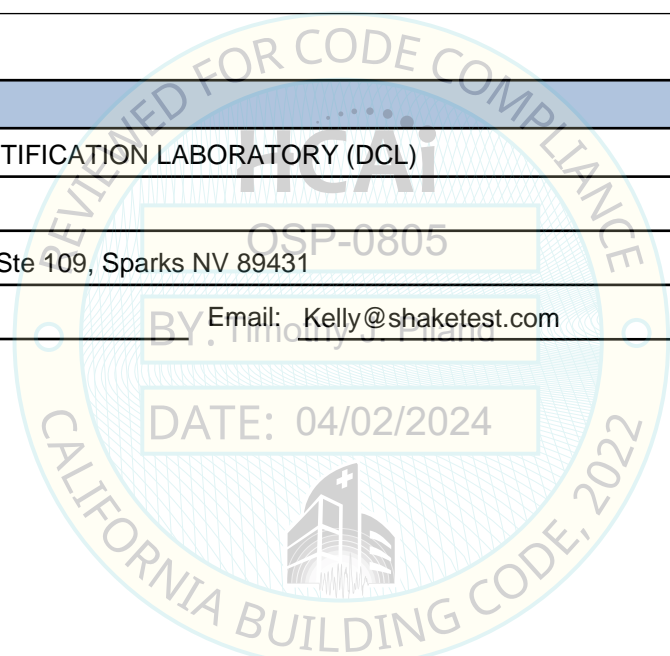 REVIEWED FOR CODE COMPLIANCE
HCAi
TIFICATION LABORATORY (DCL)
OSP-0805
Ste 109, Sparks NV 89431
Email: Kelly@shaketest.com
BY: Timothy J. Piland
DATE: 04/02/2024
CALIFORNIA BUILDING CODE, 2022